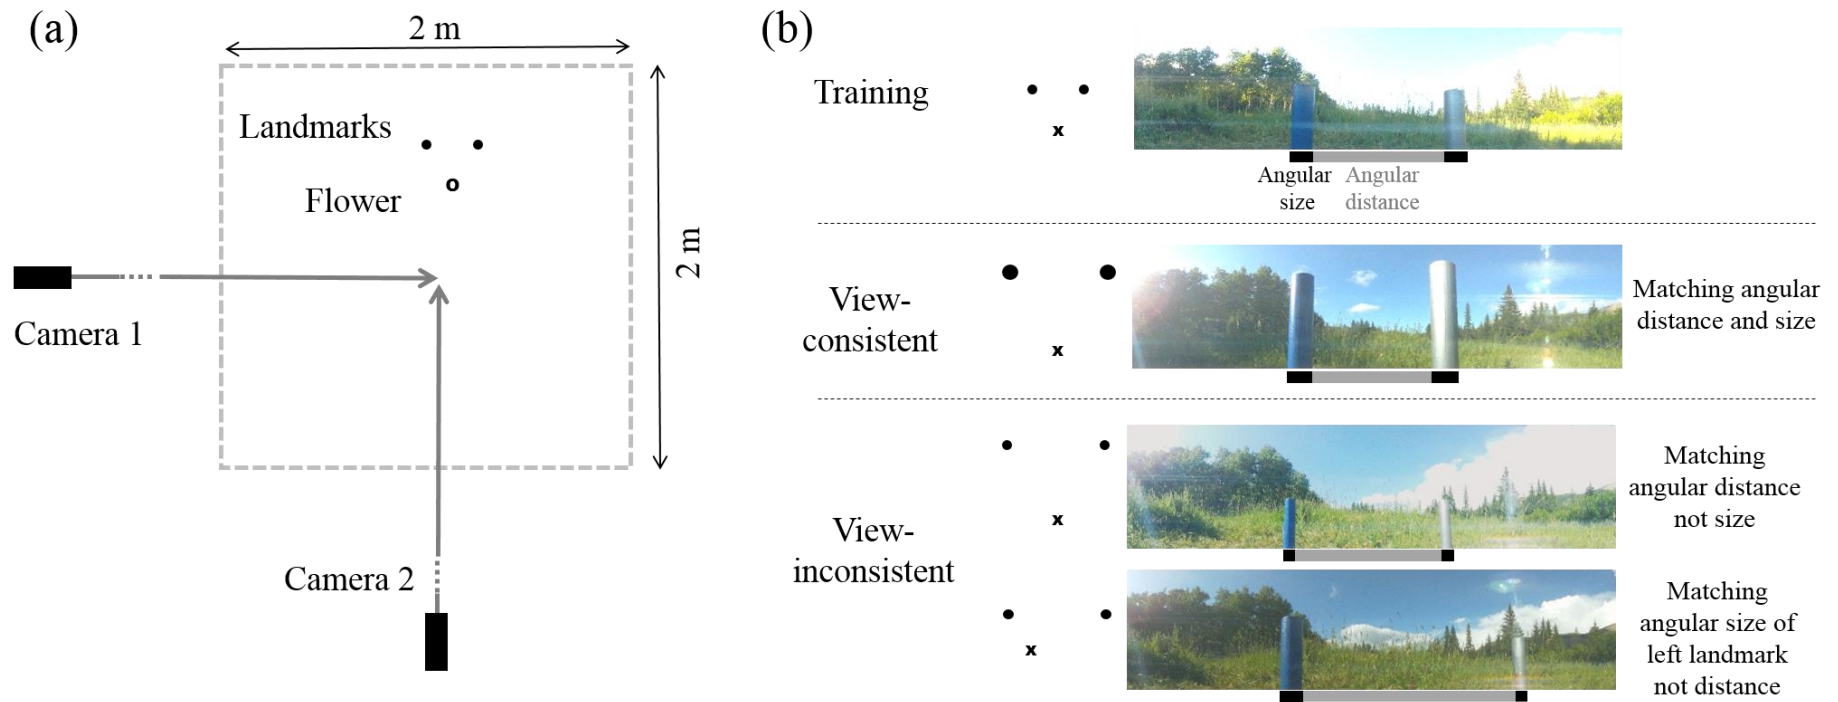 (a)
2 m
Landmarks
Flower
o
2 m
Camera 1
Camera 2
(b)
Training
x
Angular
size
Angular
distance
View-
consistent
x
Matching angular
distance and size
View-
inconsistent
x
Matching
angular distance
not size
x
Matching
angular size of
left landmark
not distance